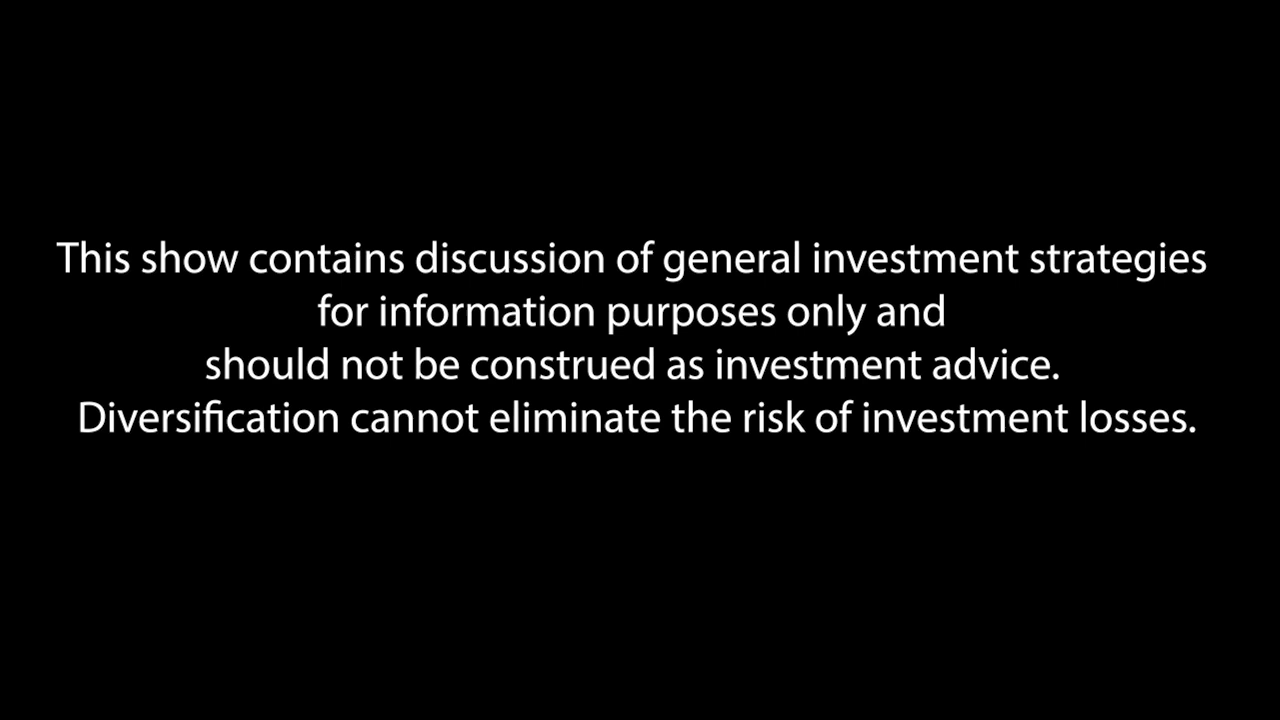 This show contains discussion of general investment strategies
for information purposes only and
should not be construed as investment advice.
Diversification cannot eliminate the risk of investment losses.